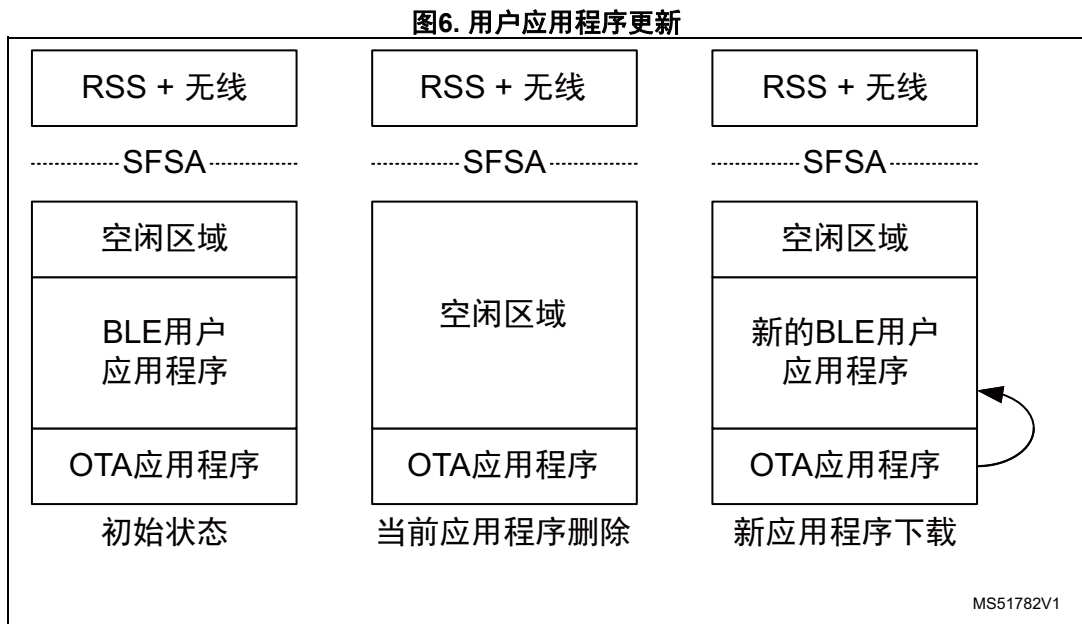 图6. 用户应用程序更新
RSS + 无线
RSS + 无线
RSS + 无线
SFSA
SFSA
SFSA
空闲区域
BLE用户
应用程序
OTA应用程序
初始状态
空闲区域
OTA应用程序
当前应用程序删除
空闲区域
新的BLE用户
应用程序
OTA应用程序
新应用程序下载
MS51782V1